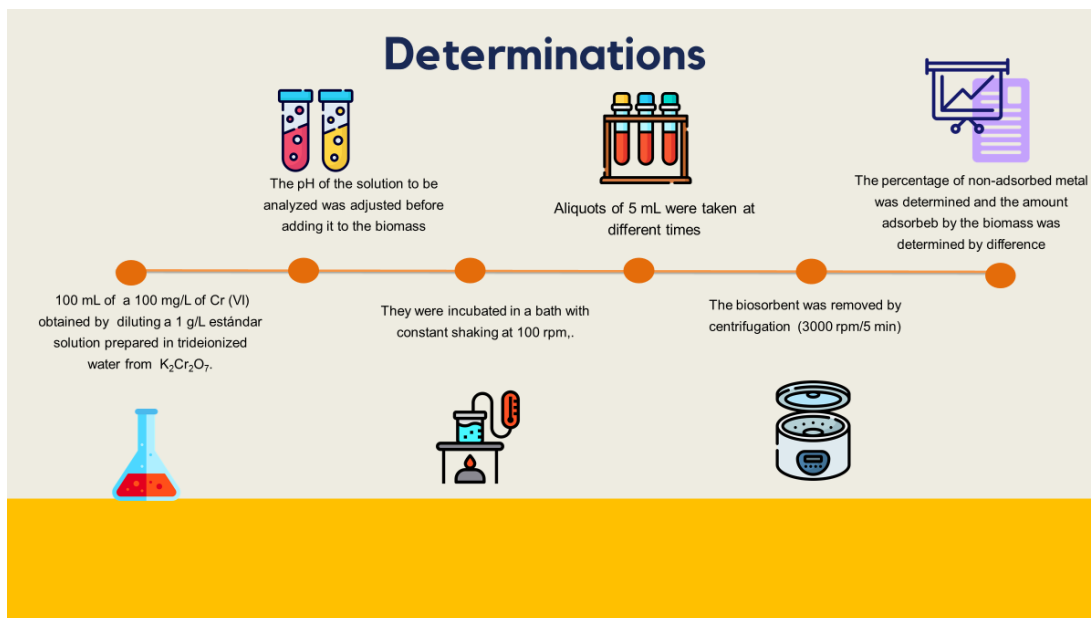 Determinations
100 mL of a 100 mg/L of Cr (VI)
obtained by diluting a 1 g/L estándar
solution prepared in trideionized
water from K₂Cr₂O₇.
The pH of the solution to be
analyzed was adjusted before
adding it to the biomass
They were incubated in a bath with
constant shaking at 100 rpm,.
Aliquots of 5 mL were taken at
different times
The biosorbent was removed by
centrifugation (3000 rpm/5 min)
The percentage of non-adsorbed metal
was determined and the amount
adsorbeb by the biomass was
determined by difference